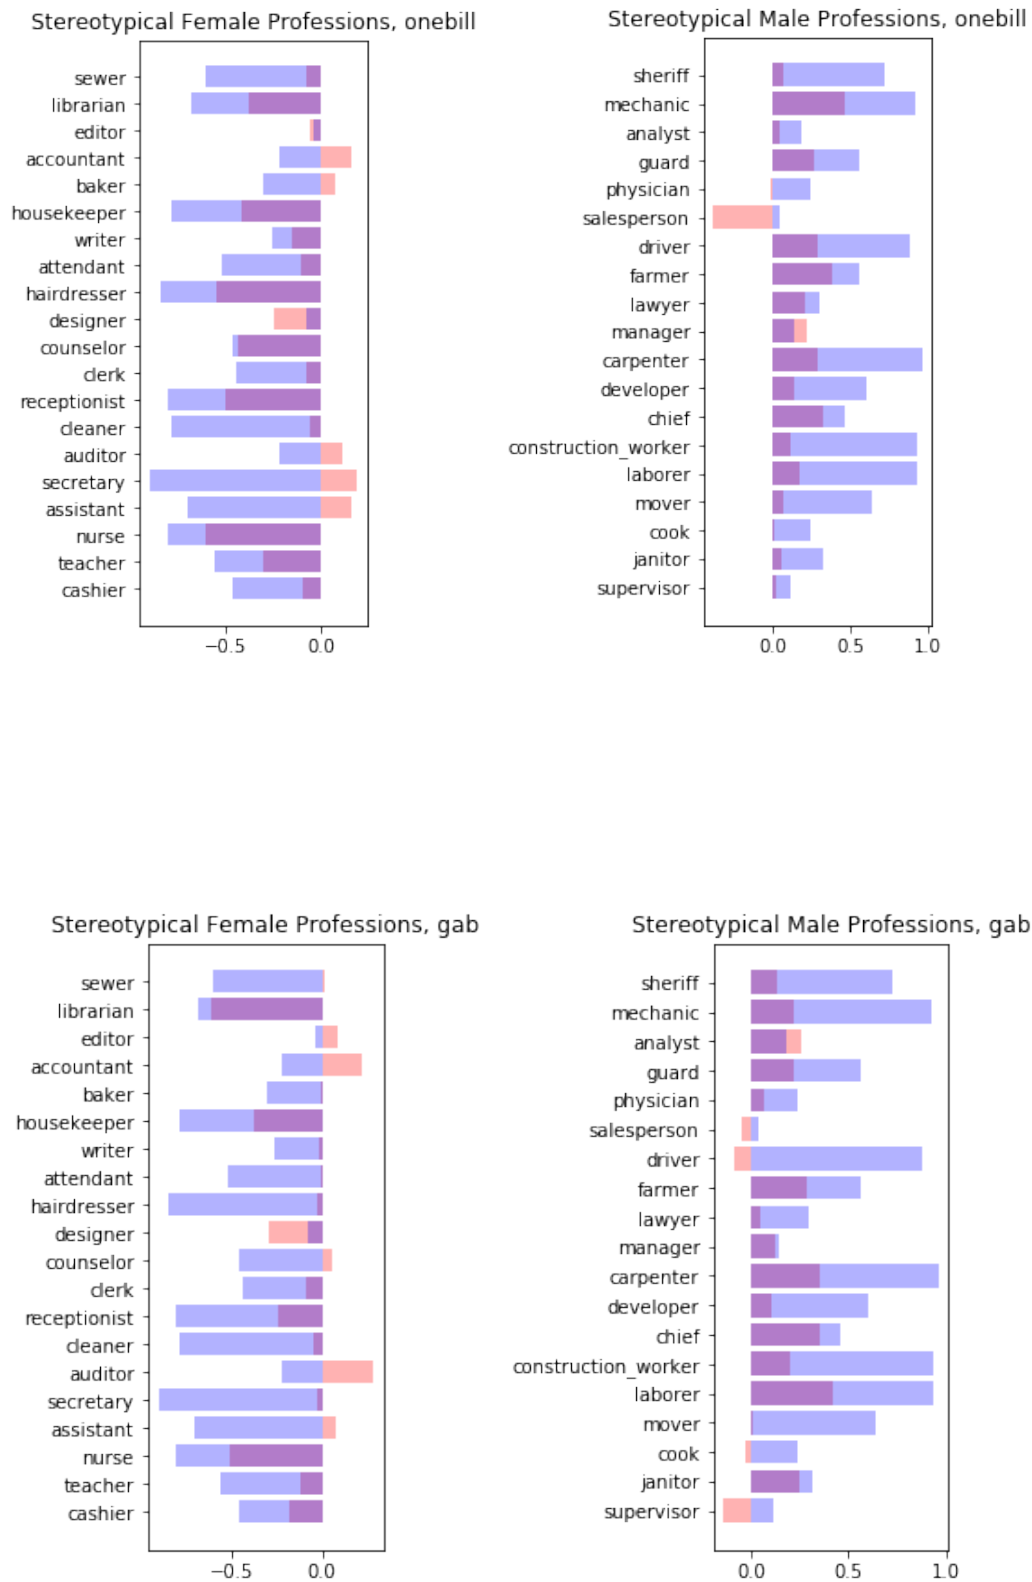 Stereotypical Female Professions, onebill
sewer
librarian
editor
accountant
baker
housekeeper
writer
attendant
hairdresser
designer
counselor
clerk
receptionist
cleaner
auditor
secretary
assistant
nurse
teacher
cashier
−0.5 0.0
Stereotypical Male Professions, onebill
sheriff
mechanic
analyst
guard
physician
salesperson
driver
farmer
lawyer
manager
carpenter
developer
chief
construction_worker
laborer
mover
cook
janitor
supervisor
0.0 0.5 1.0
Stereotypical Female Professions, gab
sewer
librarian
editor
accountant
baker
housekeeper
writer
attendant
hairdresser
designer
counselor
clerk
receptionist
cleaner
auditor
secretary
assistant
nurse
teacher
cashier
−0.5 0.0
Stereotypical Male Professions, gab
sheriff
mechanic
analyst
guard
physician
salesperson
driver
farmer
lawyer
manager
carpenter
developer
chief
construction_worker
laborer
mover
cook
janitor
supervisor
0.0 0.5 1.0